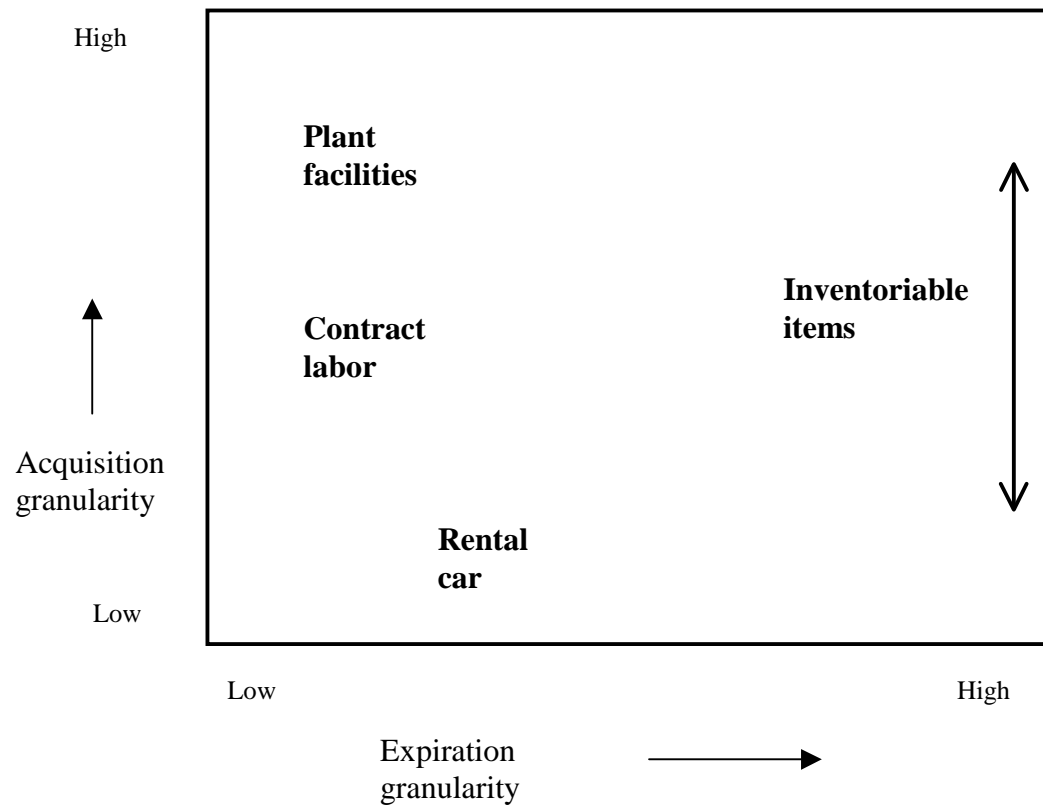 High
Plant
facilities
Inventoriable
items
Contract
labor
Acquisition
granularity
Rental
car
Low
Low
High
Expiration
granularity